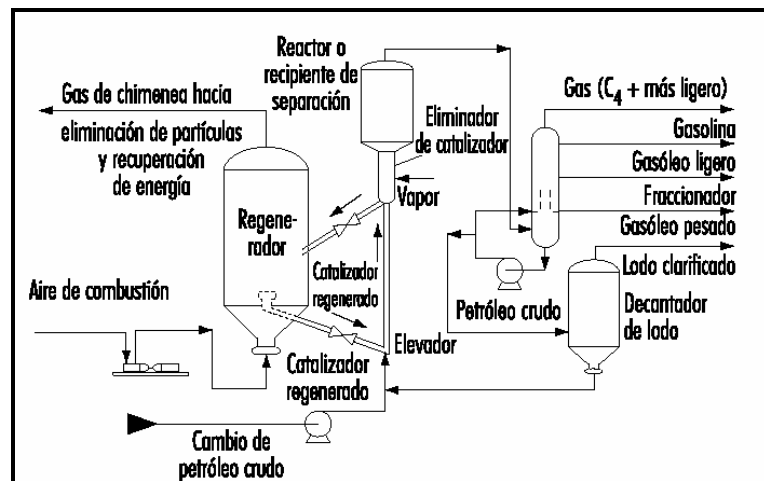 Reactor o
recipiente de
separación
Gas de chimenea hacia
eliminación de partículas
y recuperación
de energía
Eliminador
de catalizador
Gas (C4 + más ligero)
Gasolina
Gasóleo ligero
Fraccionador
Gasóleo pesado
Lodo clarificado
Vapor
Regene-
rador
Catalizador
regenerado
Aire de combustión
Petróleo crudo
Decantador
de lodo
Elevador
Catalizador
regenerado
Cambio de
petróleo crudo